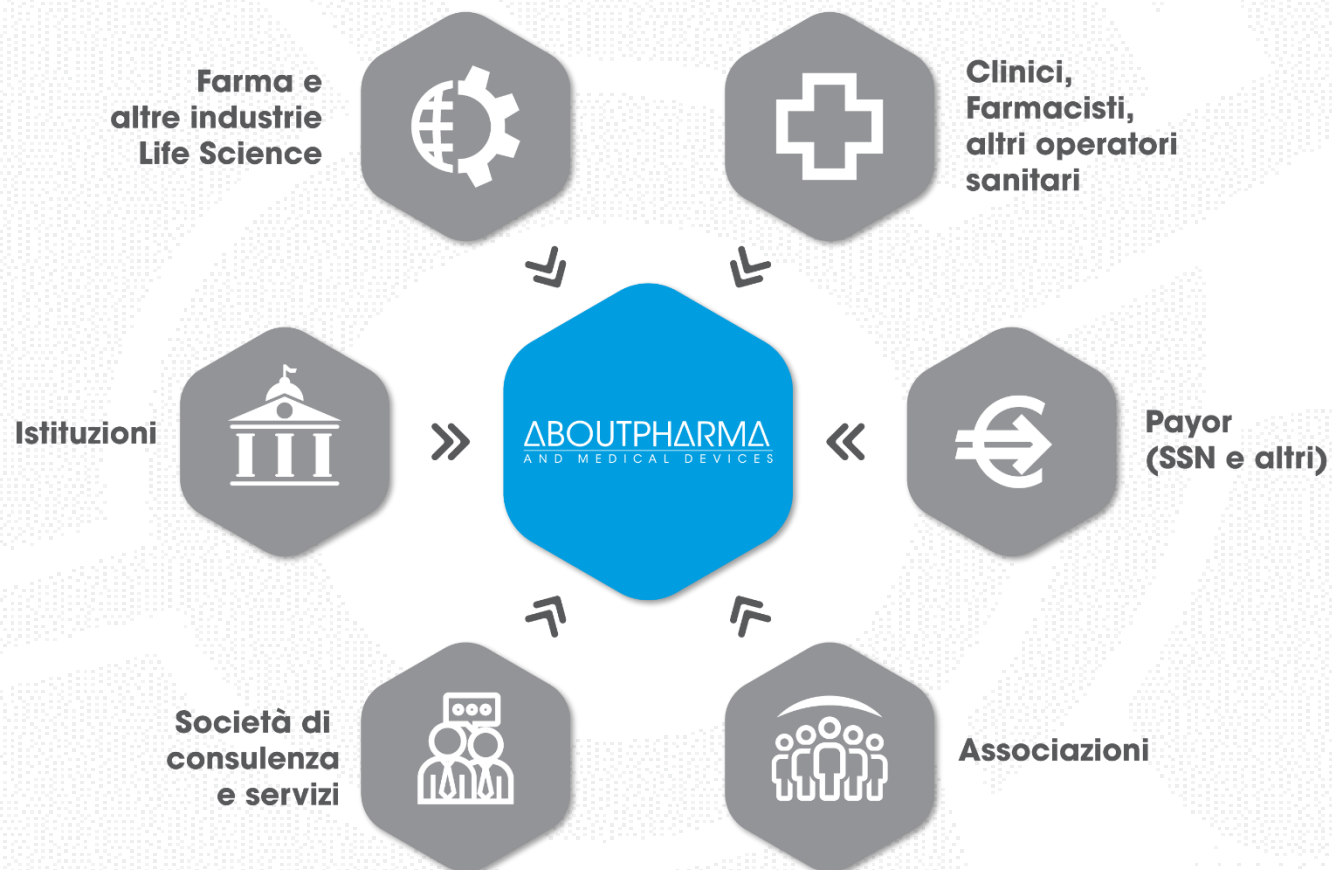 Farma e
altre industrie
Life Science
Clinici,
Farmacisti,
altri operatori
sanitari
Istituzioni
ABOUTPHARMA
AND MEDICAL DEVICES
Payor
(SSN e altri)
Società di
consulenza
e servizi
Associazioni